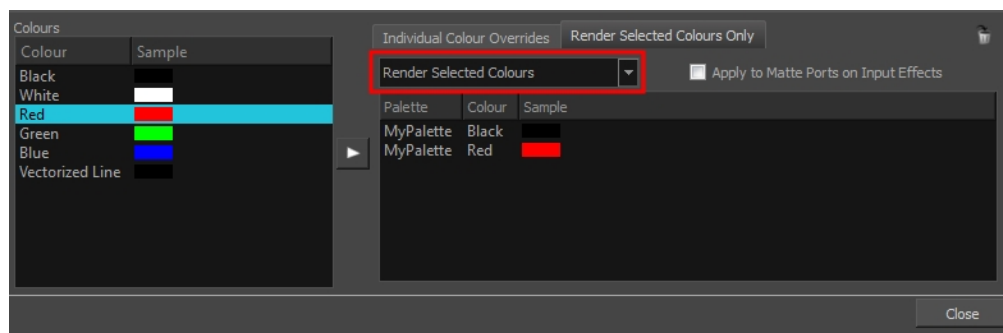 Colours
Colour Sample
Black
White
Red
Green
Blue
Vectorized Line
Individual Colour Overrides Render Selected Colours Only
Render Selected Colours Apply to Matte Ports on Input Effects
Palette Colour Sample
MyPalette Black
MyPalette Red
Close